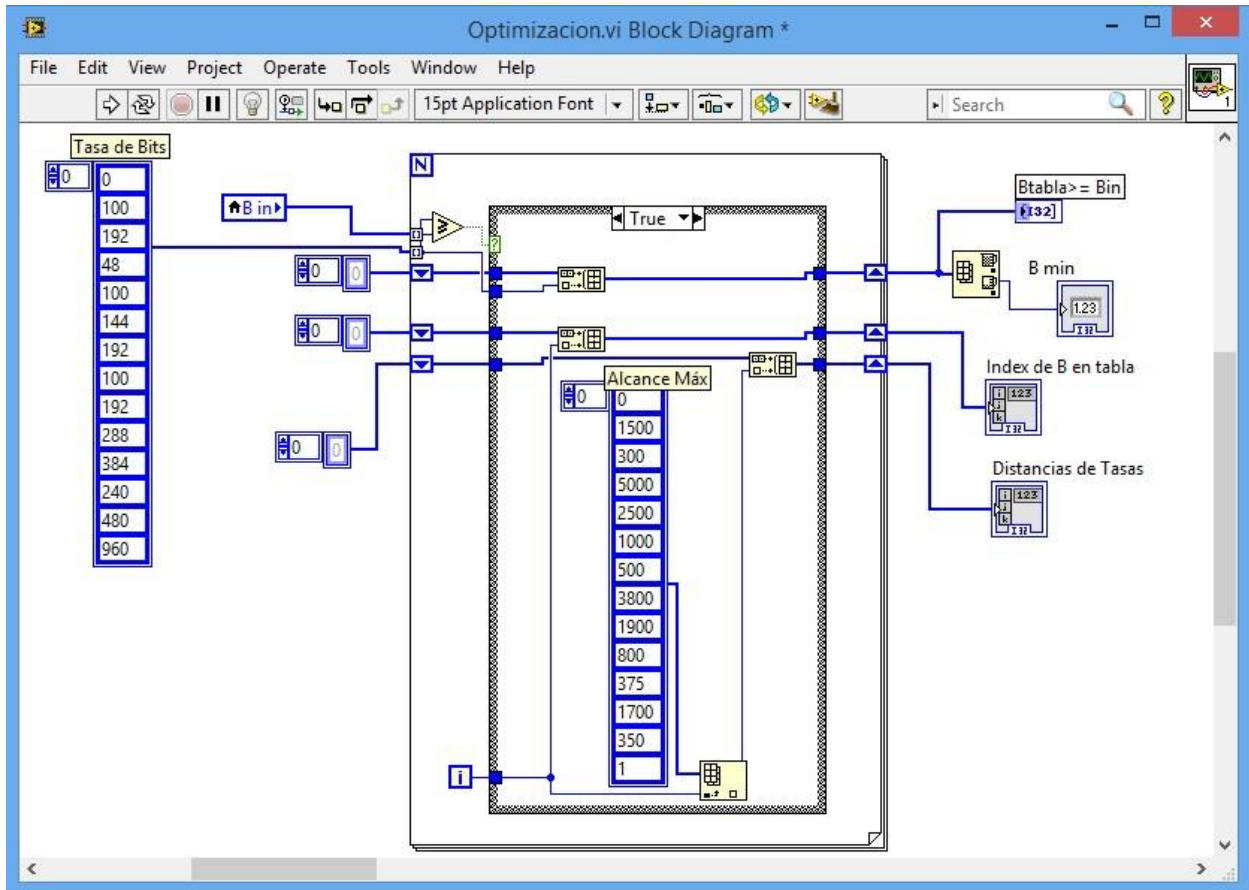 Optimizacion.vi Block Diagram *
File Edit View Project Operate Tools Window Help
15pt Application Font
Search
1
Tasa de Bits
0
0
100
192
48
100
144
192
100
192
288
384
240
480
960
B in
N
True
?
0
0
0
0
0
0
Alcance Máx
0
0
1500
300
5000
2500
1000
500
3800
1900
800
375
1700
350
1
i
Btabla>= Bin
I32
B min
1.23
I32
Index de B en tabla
i 123
j
k
I32
Distancias de Tasas
i 123
j
k
I32